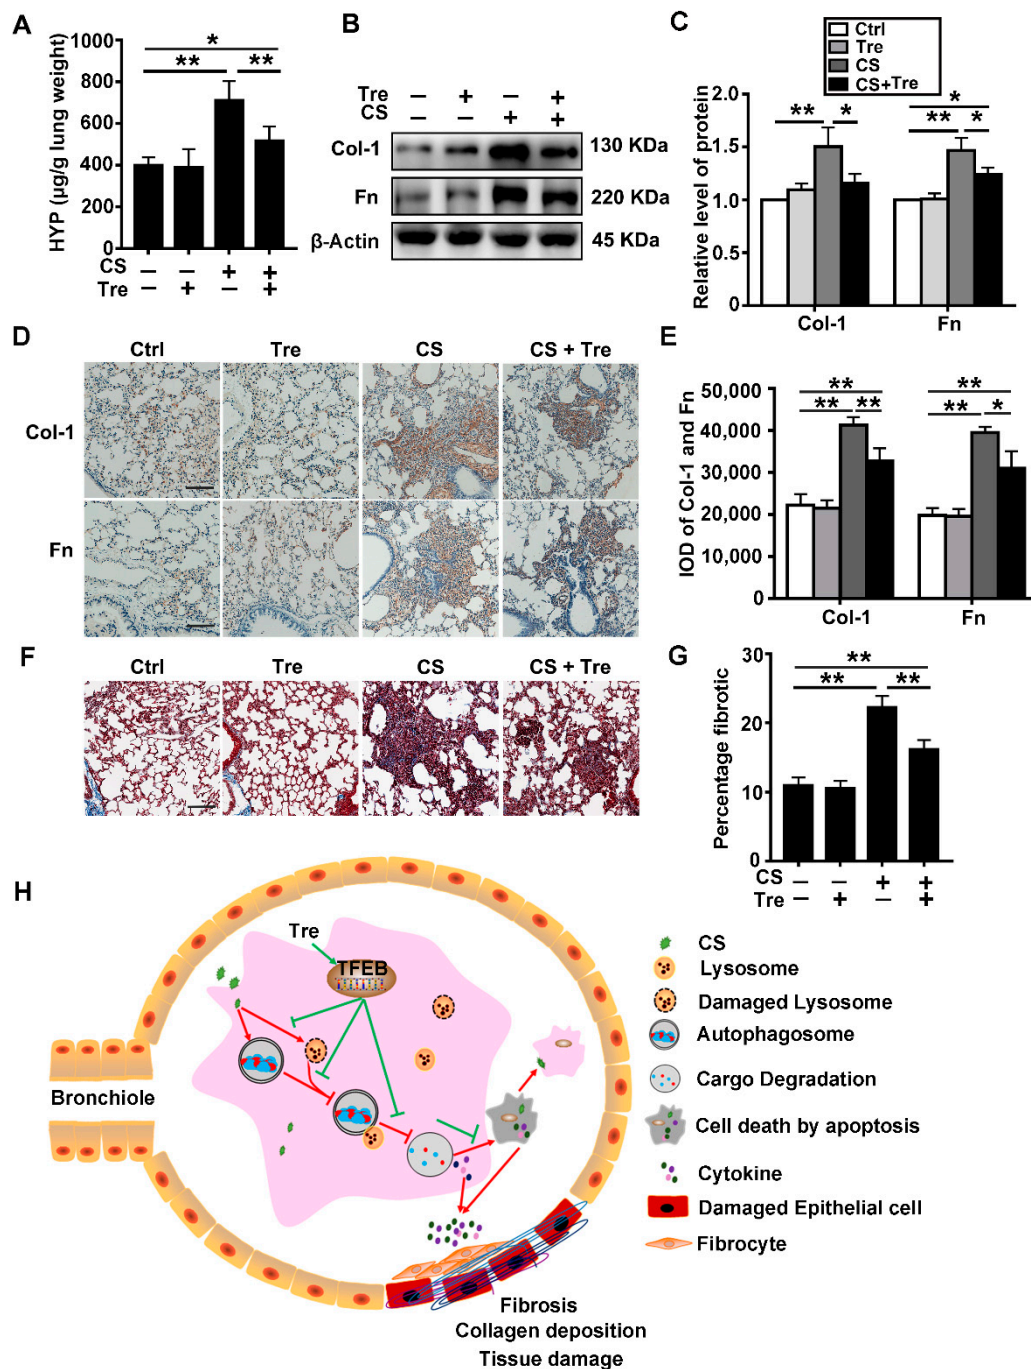 A
HYP (µg/g lung weight)
1000
800
600
400
200
0
*
** **
CS − − + +
Tre − + − +
B
Tre − + − +
CS − − + +
Col-1 130 KDa
Fn 220 KDa
β-Actin 45 KDa
C
Ctrl
Tre
CS
CS+Tre
Relative level of protein
2.0
1.5
1.0
0.5
0.0
** *
*
** *
Col-1 Fn
D
Ctrl Tre CS CS + Tre
Col-1
Fn
E
IOD of Col-1 and Fn
50,000
40,000
30,000
20,000
10,000
0
**
** **
**
** *
Col-1 Fn
F
Ctrl Tre CS CS + Tre
G
Percentage fibrotic
30
20
10
0
**
** **
CS − − + +
Tre − + − +
H
Tre
TFEB
Bronchiole
Fibrosis
Collagen deposition
Tissue damage
CS
Lysosome
Damaged Lysosome
Autophagosome
Cargo Degradation
Cell death by apoptosis
Cytokine
Damaged Epithelial cell
Fibrocyte